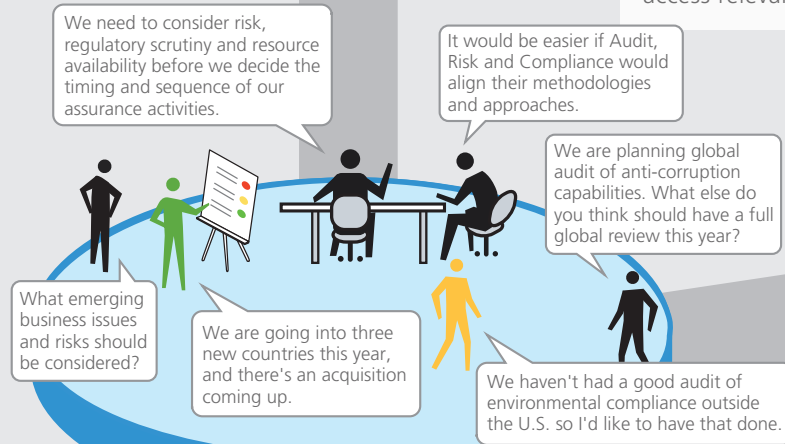 access relevan
We need to consider risk,
regulatory scrutiny and resource
availability before we decide the
timing and sequence of our
assurance activities.
It would be easier if Audit,
Risk and Compliance would
align their methodologies
and approaches.
We are planning global
audit of anti-corruption
capabilities. What else do
you think should have a full
global review this year?
What emerging
business issues
and risks should
be considered?
We are going into three
new countries this year,
and there's an acquisition
coming up.
We haven't had a good audit of
environmental compliance outside
the U.S. so I'd like to have that done.